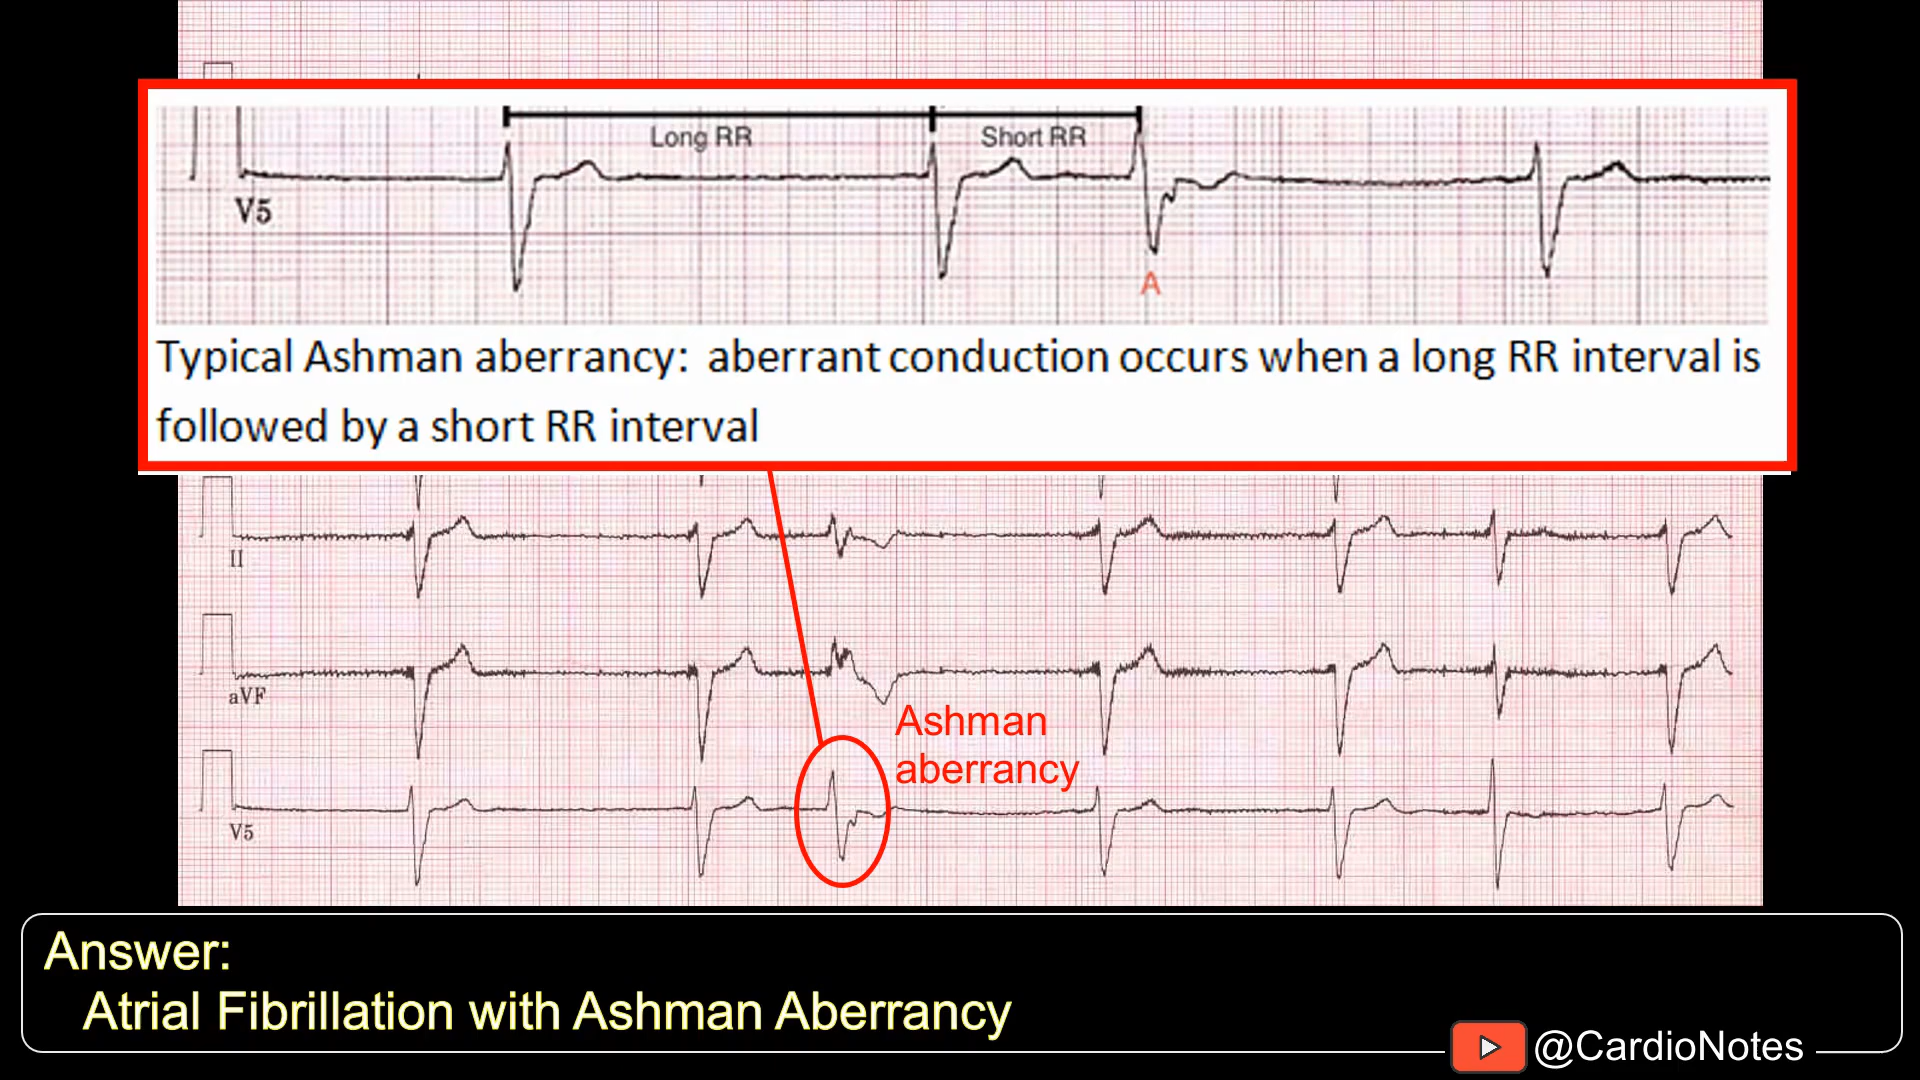 Long RR
Short RR
V5
A
Typical Ashman aberrancy: aberrant conduction occurs when a long RR interval is
followed by a short RR interval
II
aVF
Ashman
aberrancy
V5
Answer:
Atrial Fibrillation with Ashman Aberrancy
@CardioNotes